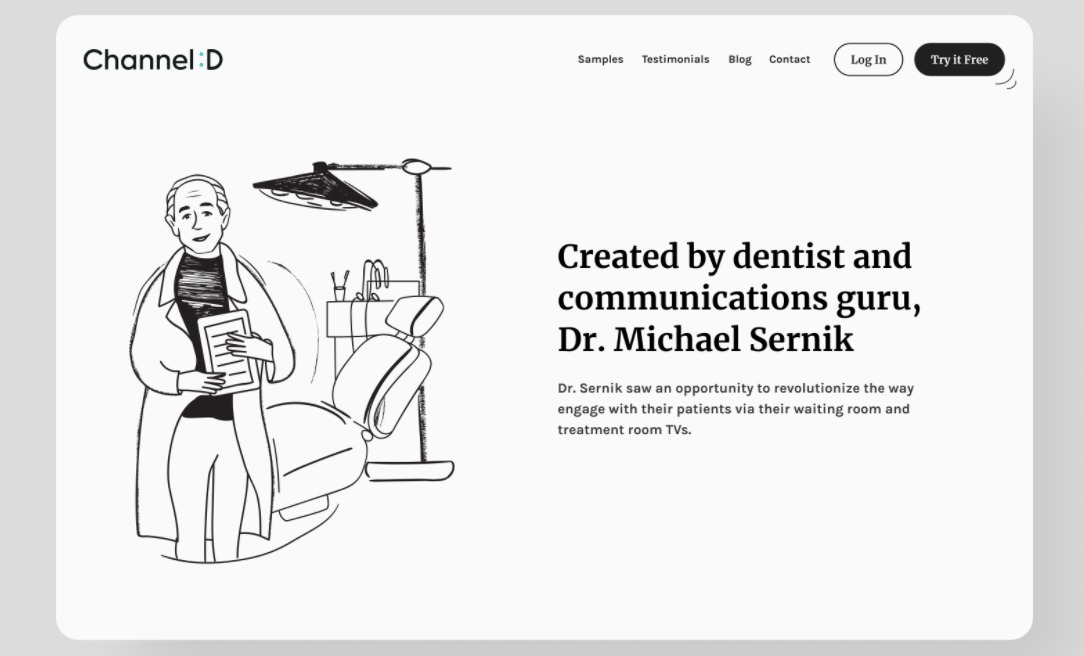 Channel:D
Samples Testimonials Blog Contact Log In Try it Free
Created by dentist and
communications guru,
Dr. Michael Sernik
Dr. Sernik saw an opportunity to revolutionize the way
engage with their patients via their waiting room and
treatment room TVs.